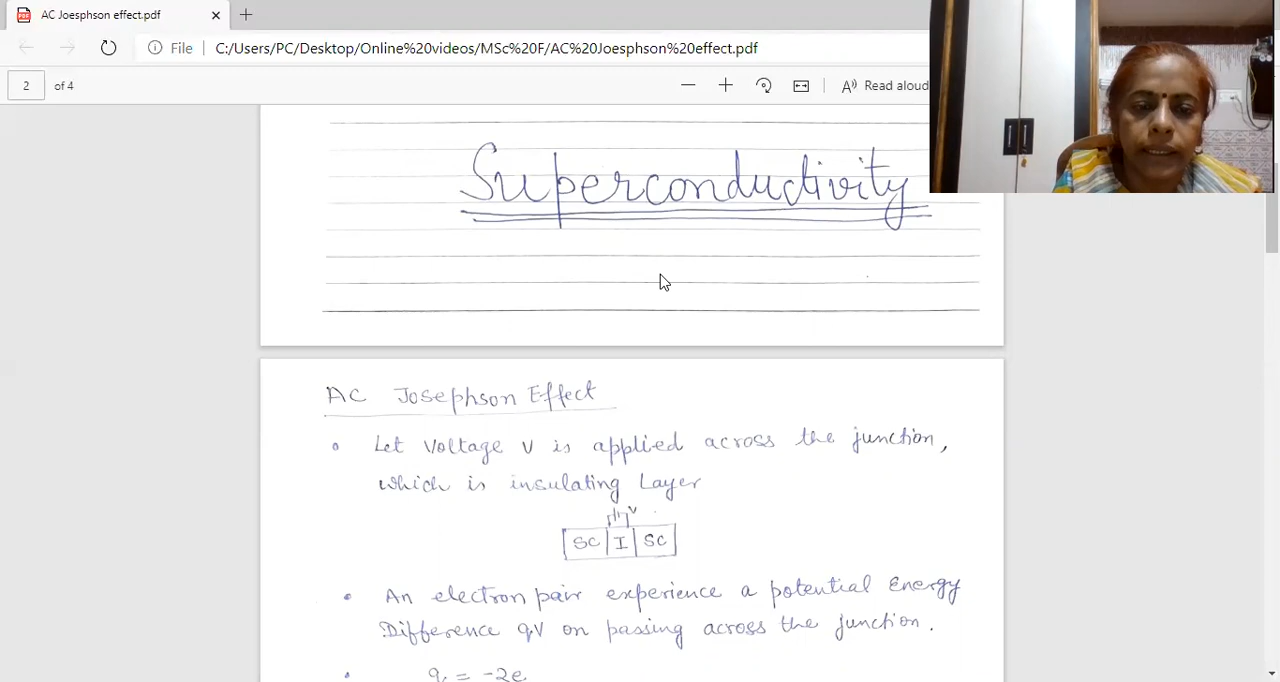 AC Joesphson effect.pdf
File
C:/Users/PC/Desktop/Online%20videos/MSc%20F/AC%20Joesphson%20effect.pdf
2 of 4
Read aloud
Superconductivity
AC Josephson Effect
Let voltage V is applied across the junction,
which is insulating Layer
V
SC I SC
An electron pair experience a potential Energy
Difference qV on passing across the junction.
q = -2e